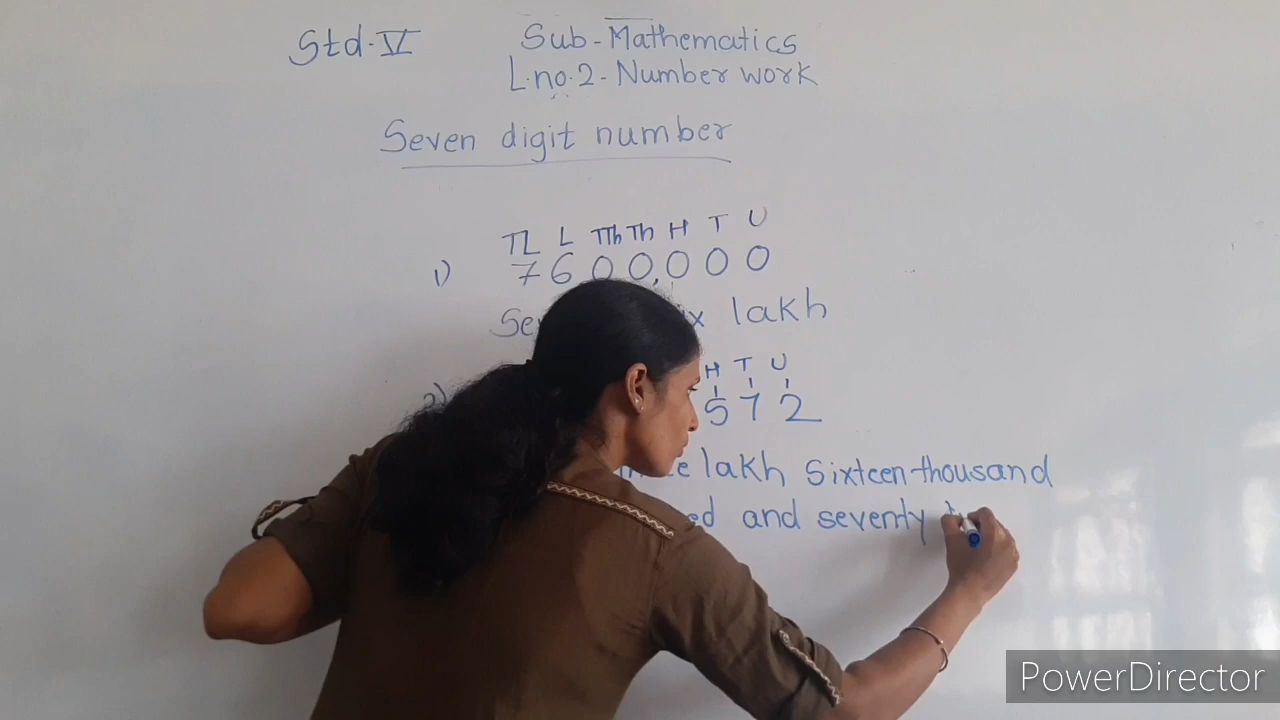 Std. V
Sub - Mathematics
L.no.2 - Number work
Seven digit number
TL L TTh Th H T U
1) 7 6 0 0, 0 0 0
lakh
H T U
2) 5 7 2
lakh Sixteen thousand
and seventy
PowerDirector